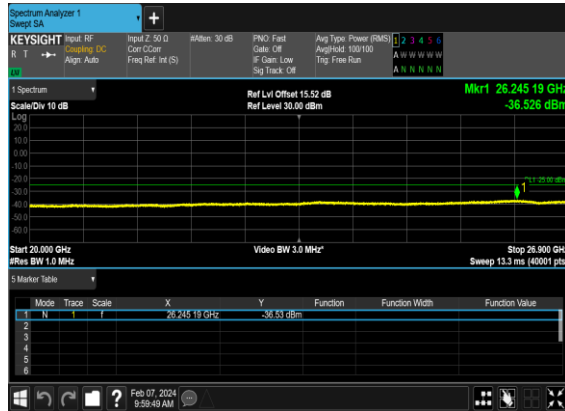 Spectrum Analyzer 1
Swept SA
+
KEYSIGHT Input: RF Input Z: 50 Ω #Atten: 30 dB PNO: Fast Avg Type: Power (RMS) 1 2 3 4 5 6
R T Coupling: DC Corr CCorr Gate: Off Avg|Hold: 100/100 A W W W W W
Align: Auto Freq Ref: Int (S) IF Gain: Low Trig: Free Run
Sig Track: Off A N N N N N
1 Spectrum Ref Lvl Offset 15.52 dB Mkr1 26.245 19 GHz
Scale/Div 10 dB Ref Level 30.00 dBm -36.526 dBm
Log
20.0
10.0
0.00
-10.0
-20.0
DL1 -25.00 dBm
1
-30.0
-40.0
-50.0
-60.0
Start 20.000 GHz Video BW 3.0 MHz* Stop 26.900 GHz
#Res BW 1.0 MHz Sweep 13.3 ms (40001 pts)
5 Marker Table
Mode Trace Scale X Y Function Function Width Function Value
1 N 1 f 26.245 19 GHz -36.53 dBm
2
3
4
5
6
? Feb 07, 2024
9:59:49 AM